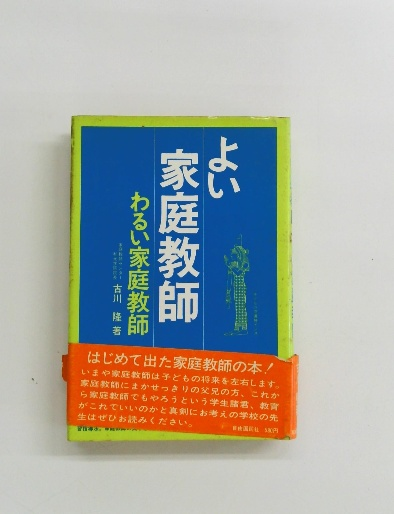 よい
家庭教師
わるい家庭教師
古川 隆 著
はじめて出た家庭教師の本！
いまや家庭教師は子どもの将来を左右します。
家庭教師にまかせっきりの父兄の方、これか
ら家庭教師でもやろうという学生諸君、教育
がこれでいいのかと真剣にお考えの学校の先
生はぜひお読みください。